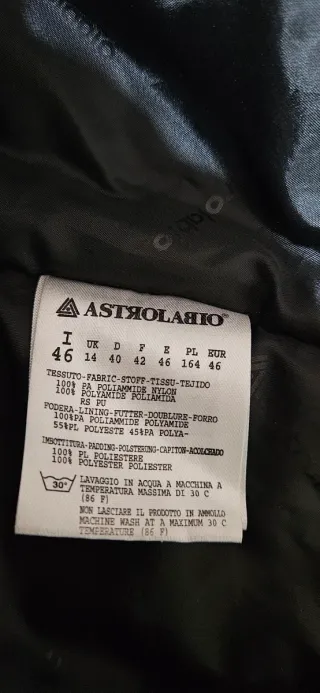 ASTROLABIO®
I UK D F E PL EUR
46 14 40 42 46 164 46
TESSUTO-FABRIC-STOFF-TISSU-TEJIDO
100% PA POLIAMMIDE NYLON
100% POLYAMIDE POLIAMIDA
RS PU
FODERA-LINING-FUTTER-DOUBLURE-FORRO
100%PA POLIAMMIDE POLYAMIDE
55%PL POLYESTE 45%PA POLYA-
IMBOTTITURA-PADDING-POLSTERUNG-CAPITON-ACOLCHADO
100% PL POLIESTERE
100% POLYESTER POLIESTER
30° LAVAGGIO IN ACQUA A MACCHINA A
TEMPERATURA MASSIMA DI 30 C
(86 F)
NON LASCIARE IL PRODOTTO IN AMMOLLO
MACHINE WASH AT A MAXIMUM 30 C
TEMPERATURE (86 F)